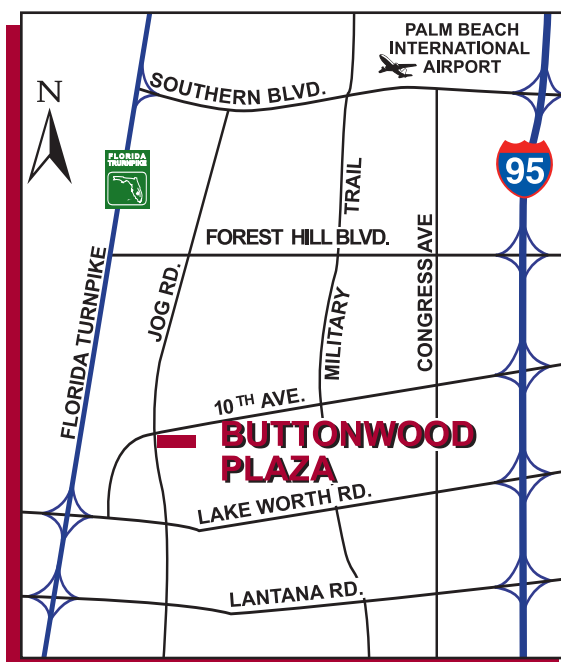 PALM BEACH
INTERNATIONAL
AIRPORT
SOUTHERN BLVD.
N
FLORIDA
TRURNPIKE
95
MILITARY TRAIL
FOREST HILL BLVD.
CONGRESS AVE
JOG RD.
FLORIDA TURNPIKE
10TH AVE.
BUTTONWOOD
PLAZA
LAKE WORTH RD.
LANTANA RD.